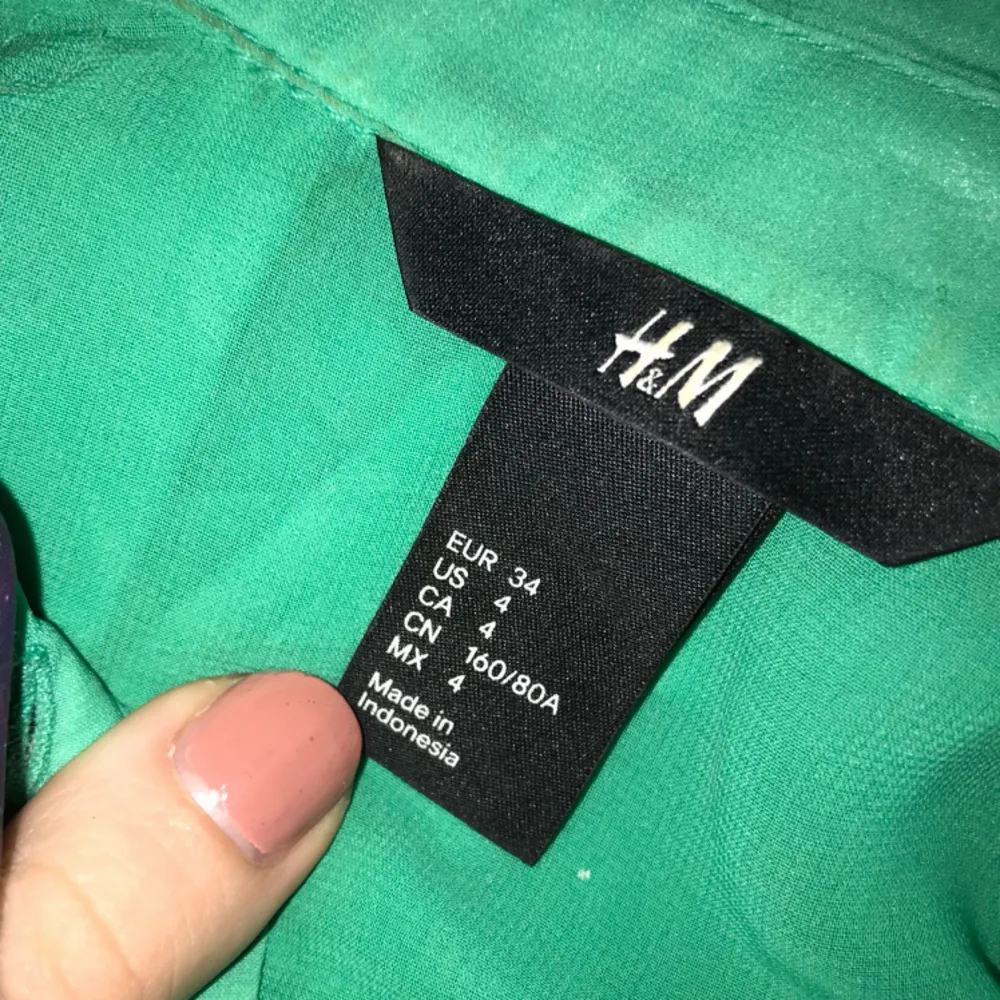 H&M
EUR 34
US 4
CA 4
CN 160/80A
MX 4
Made in
Indonesia